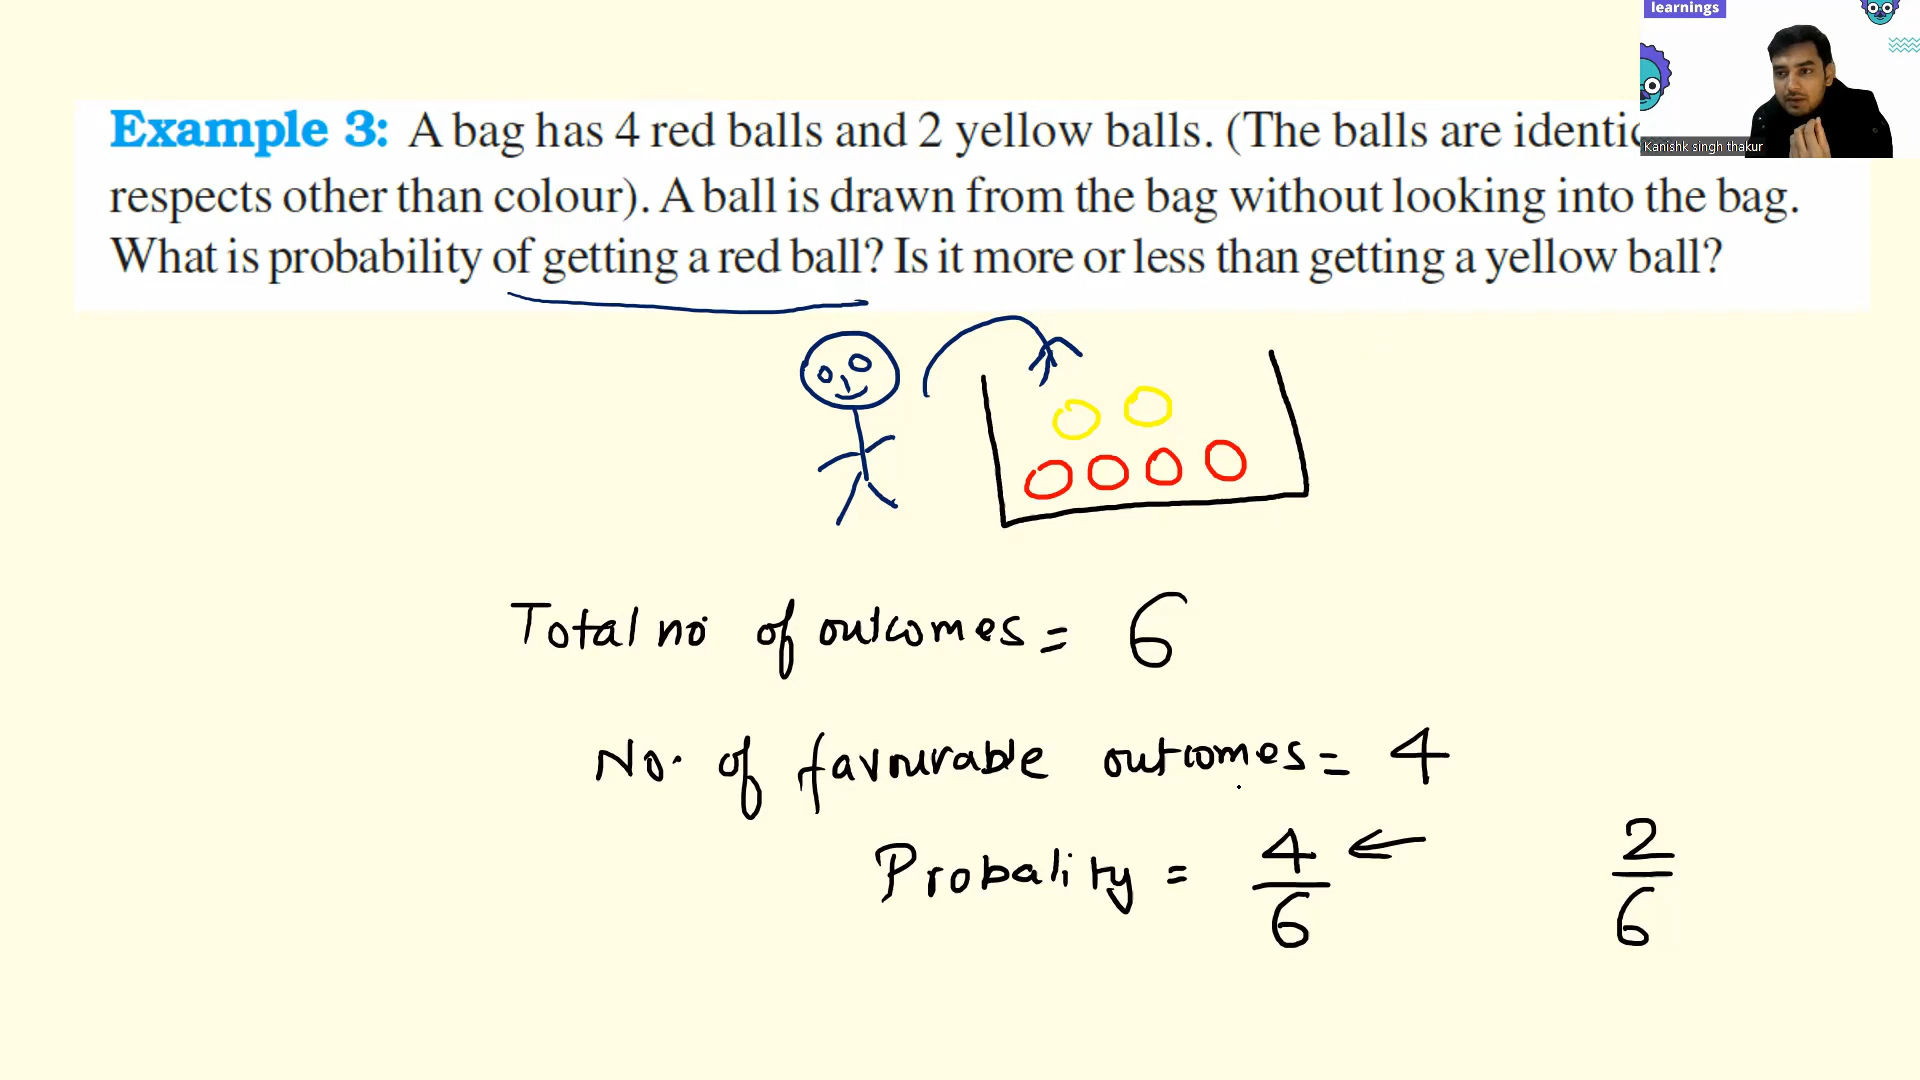 learnings
Kanishk singh thakur
Example 3: A bag has 4 red balls and 2 yellow balls. (The balls are identic
respects other than colour). A ball is drawn from the bag without looking into the bag.
What is probability of getting a red ball? Is it more or less than getting a yellow ball?
Total no of outcomes = 6
No. of favourable outcomes = 4
Probality = 4/6 ← 2/6